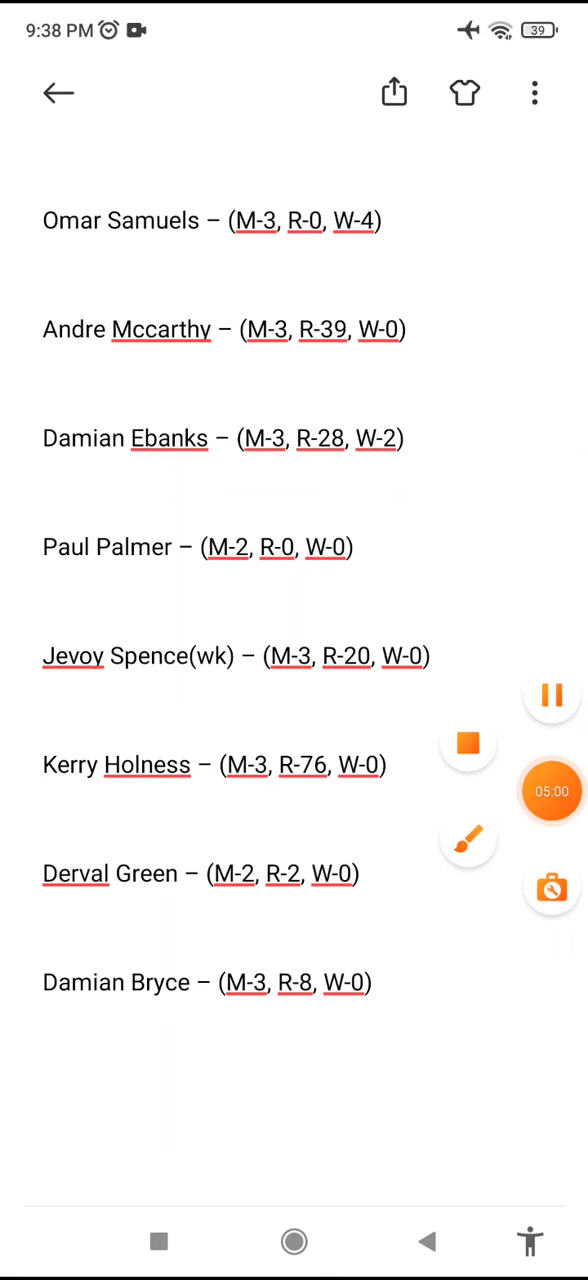 9:38 PM
39
Omar Samuels – (M-3, R-0, W-4)
Andre Mccarthy – (M-3, R-39, W-0)
Damian Ebanks – (M-3, R-28, W-2)
Paul Palmer – (M-2, R-0, W-0)
Jevoy Spence(wk) – (M-3, R-20, W-0)
Kerry Holness – (M-3, R-76, W-0)
05:00
Derval Green – (M-2, R-2, W-0)
Damian Bryce – (M-3, R-8, W-0)